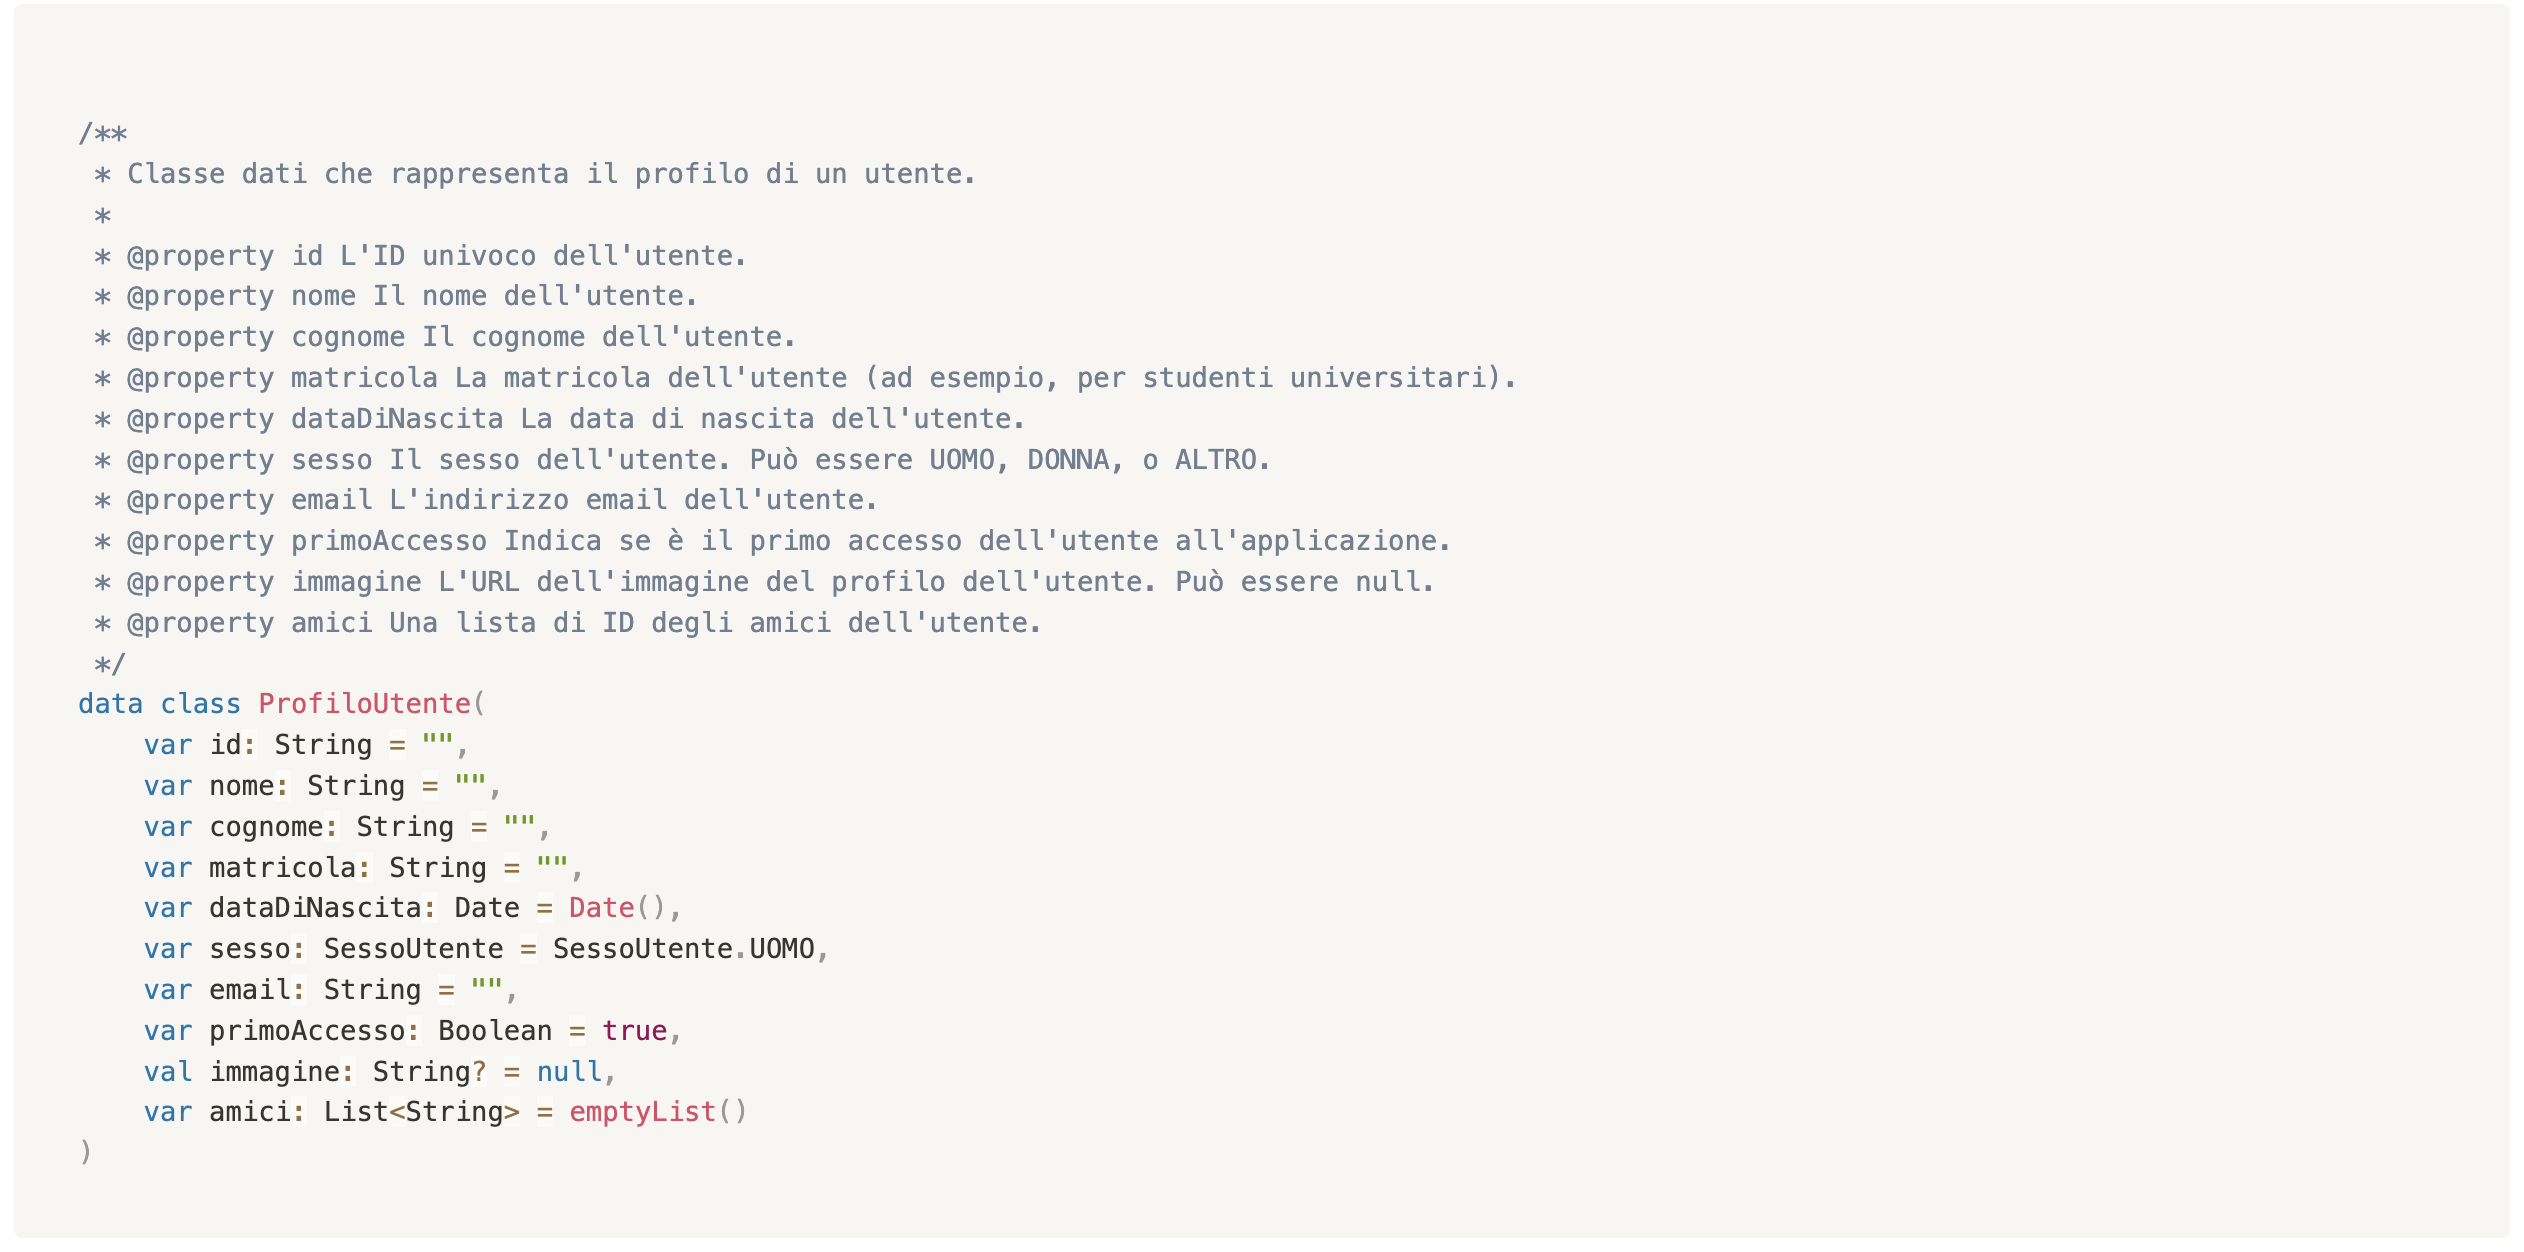 /**
 * Classe dati che rappresenta il profilo di un utente.
 *
 * @property id L'ID univoco dell'utente.
 * @property nome Il nome dell'utente.
 * @property cognome Il cognome dell'utente.
 * @property matricola La matricola dell'utente (ad esempio, per studenti universitari).
 * @property dataDiNascita La data di nascita dell'utente.
 * @property sesso Il sesso dell'utente. Può essere UOMO, DONNA, o ALTRO.
 * @property email L'indirizzo email dell'utente.
 * @property primoAccesso Indica se è il primo accesso dell'utente all'applicazione.
 * @property immagine L'URL dell'immagine del profilo dell'utente. Può essere null.
 * @property amici Una lista di ID degli amici dell'utente.
 */
data class ProfiloUtente(
    var id: String = "",
    var nome: String = "",
    var cognome: String = "",
    var matricola: String = "",
    var dataDiNascita: Date = Date(),
    var sesso: SessoUtente = SessoUtente.UOMO,
    var email: String = "",
    var primoAccesso: Boolean = true,
    val immagine: String? = null,
    var amici: List<String> = emptyList()
)